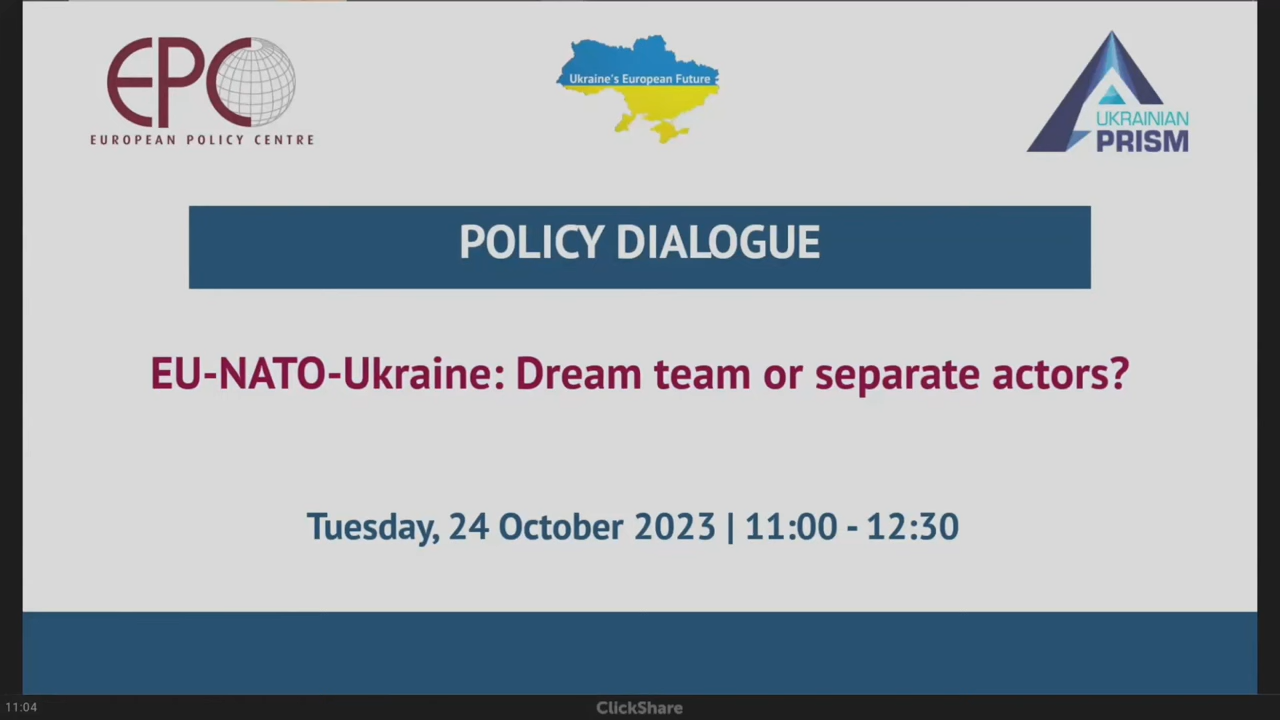 EPC
EUROPEAN POLICY CENTRE
Ukraine's European Future
UKRAINIAN
PRISM
POLICY DIALOGUE
EU-NATO-Ukraine: Dream team or separate actors?
Tuesday, 24 October 2023 | 11:00 - 12:30
11:04
ClickShare